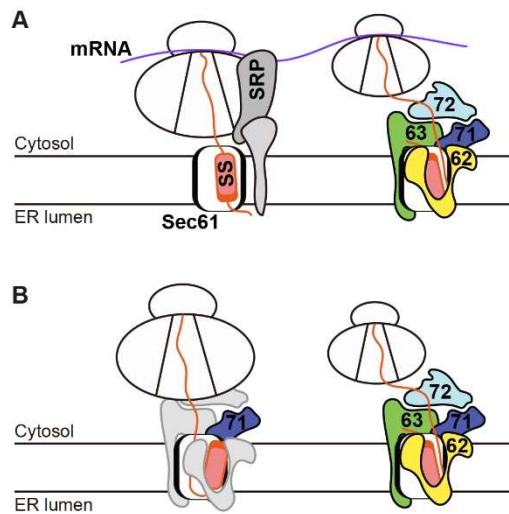 A
mRNA
SRP
72
63
71
62
Cytosol
SS
ER lumen
Sec61
B
72
71
63
71
62
Cytosol
ER lumen